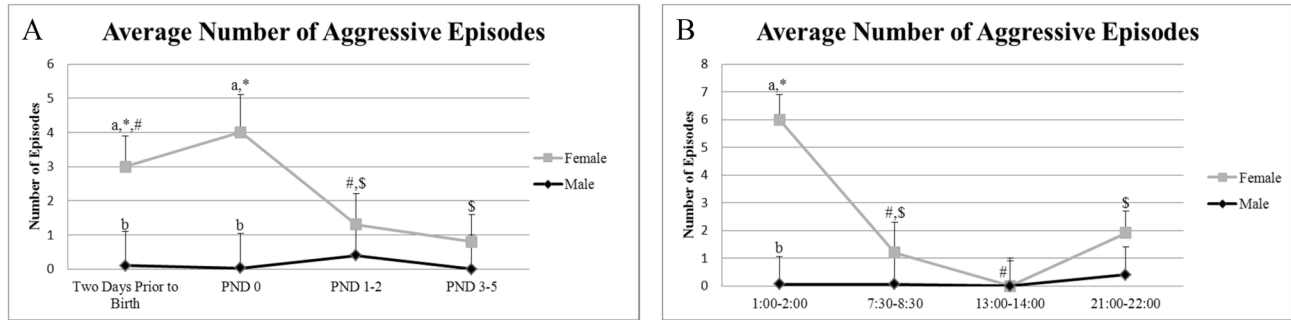 A
Average Number of Aggressive Episodes
Number of Episodes
6
5
4
3
2
1
0
a,*,#
a,*
#,$
$
b
b
Two Days Prior to
Birth
PND 0
PND 1-2
PND 3-5
Female
Male
B
Average Number of Aggressive Episodes
Number of Episodes
8
7
6
5
4
3
2
1
0
a,*
#,$
#
$
b
1:00-2:00
7:30-8:30
13:00-14:00
21:00-22:00
Female
Male